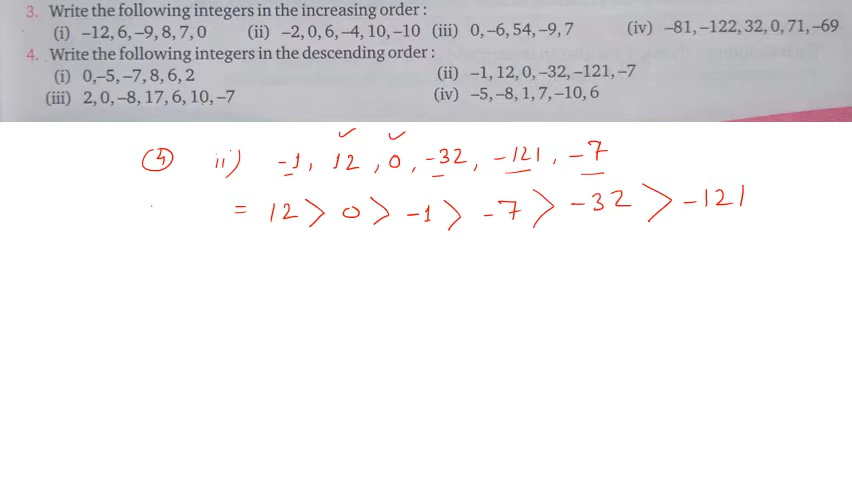 3. Write the following integers in the increasing order :
(i) –12, 6, –9, 8, 7, 0 (ii) –2, 0, 6, –4, 10, –10 (iii) 0, –6, 54, –9, 7 (iv) –81, –122, 32, 0, 71, –69
4. Write the following integers in the descending order :
(i) 0, –5, –7, 8, 6, 2 (ii) –1, 12, 0, –32, –121, –7
(iii) 2, 0, –8, 17, 6, 10, –7 (iv) –5, –8, 1, 7, –10, 6
④ ii) -1, 12, 0, -32, -121, -7
= 12 > 0 > -1 > -7 > -32 > -121